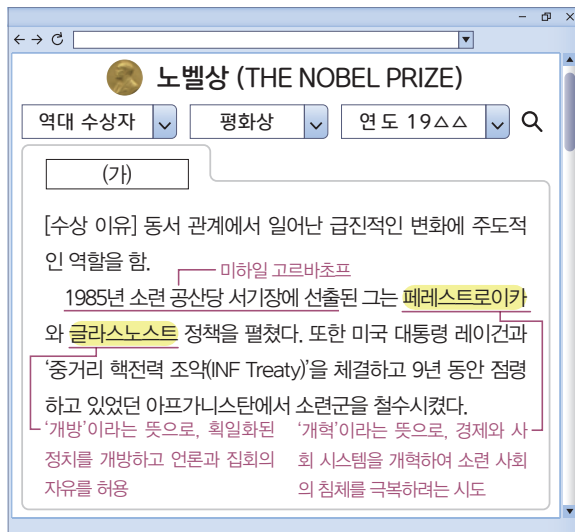 노벨상 (THE NOBEL PRIZE)
역대 수상자 평화상 연 도 19△△
(가)
[수상 이유] 동서 관계에서 일어난 급진적인 변화에 주도적
인 역할을 함.
미하일 고르바초프
1985년 소련 공산당 서기장에 선출된 그는 페레스트로이카
와 글라스노스트 정책을 펼쳤다. 또한 미국 대통령 레이건과
‘중거리 핵전력 조약(INF Treaty)’을 체결하고 9년 동안 점령
하고 있었던 아프가니스탄에서 소련군을 철수시켰다.
‘개방’이라는 뜻으로, 획일화된
정치를 개방하고 언론과 집회의
자유를 허용
‘개혁’이라는 뜻으로, 경제와 사
회 시스템을 개혁하여 소련 사회
의 침체를 극복하려는 시도